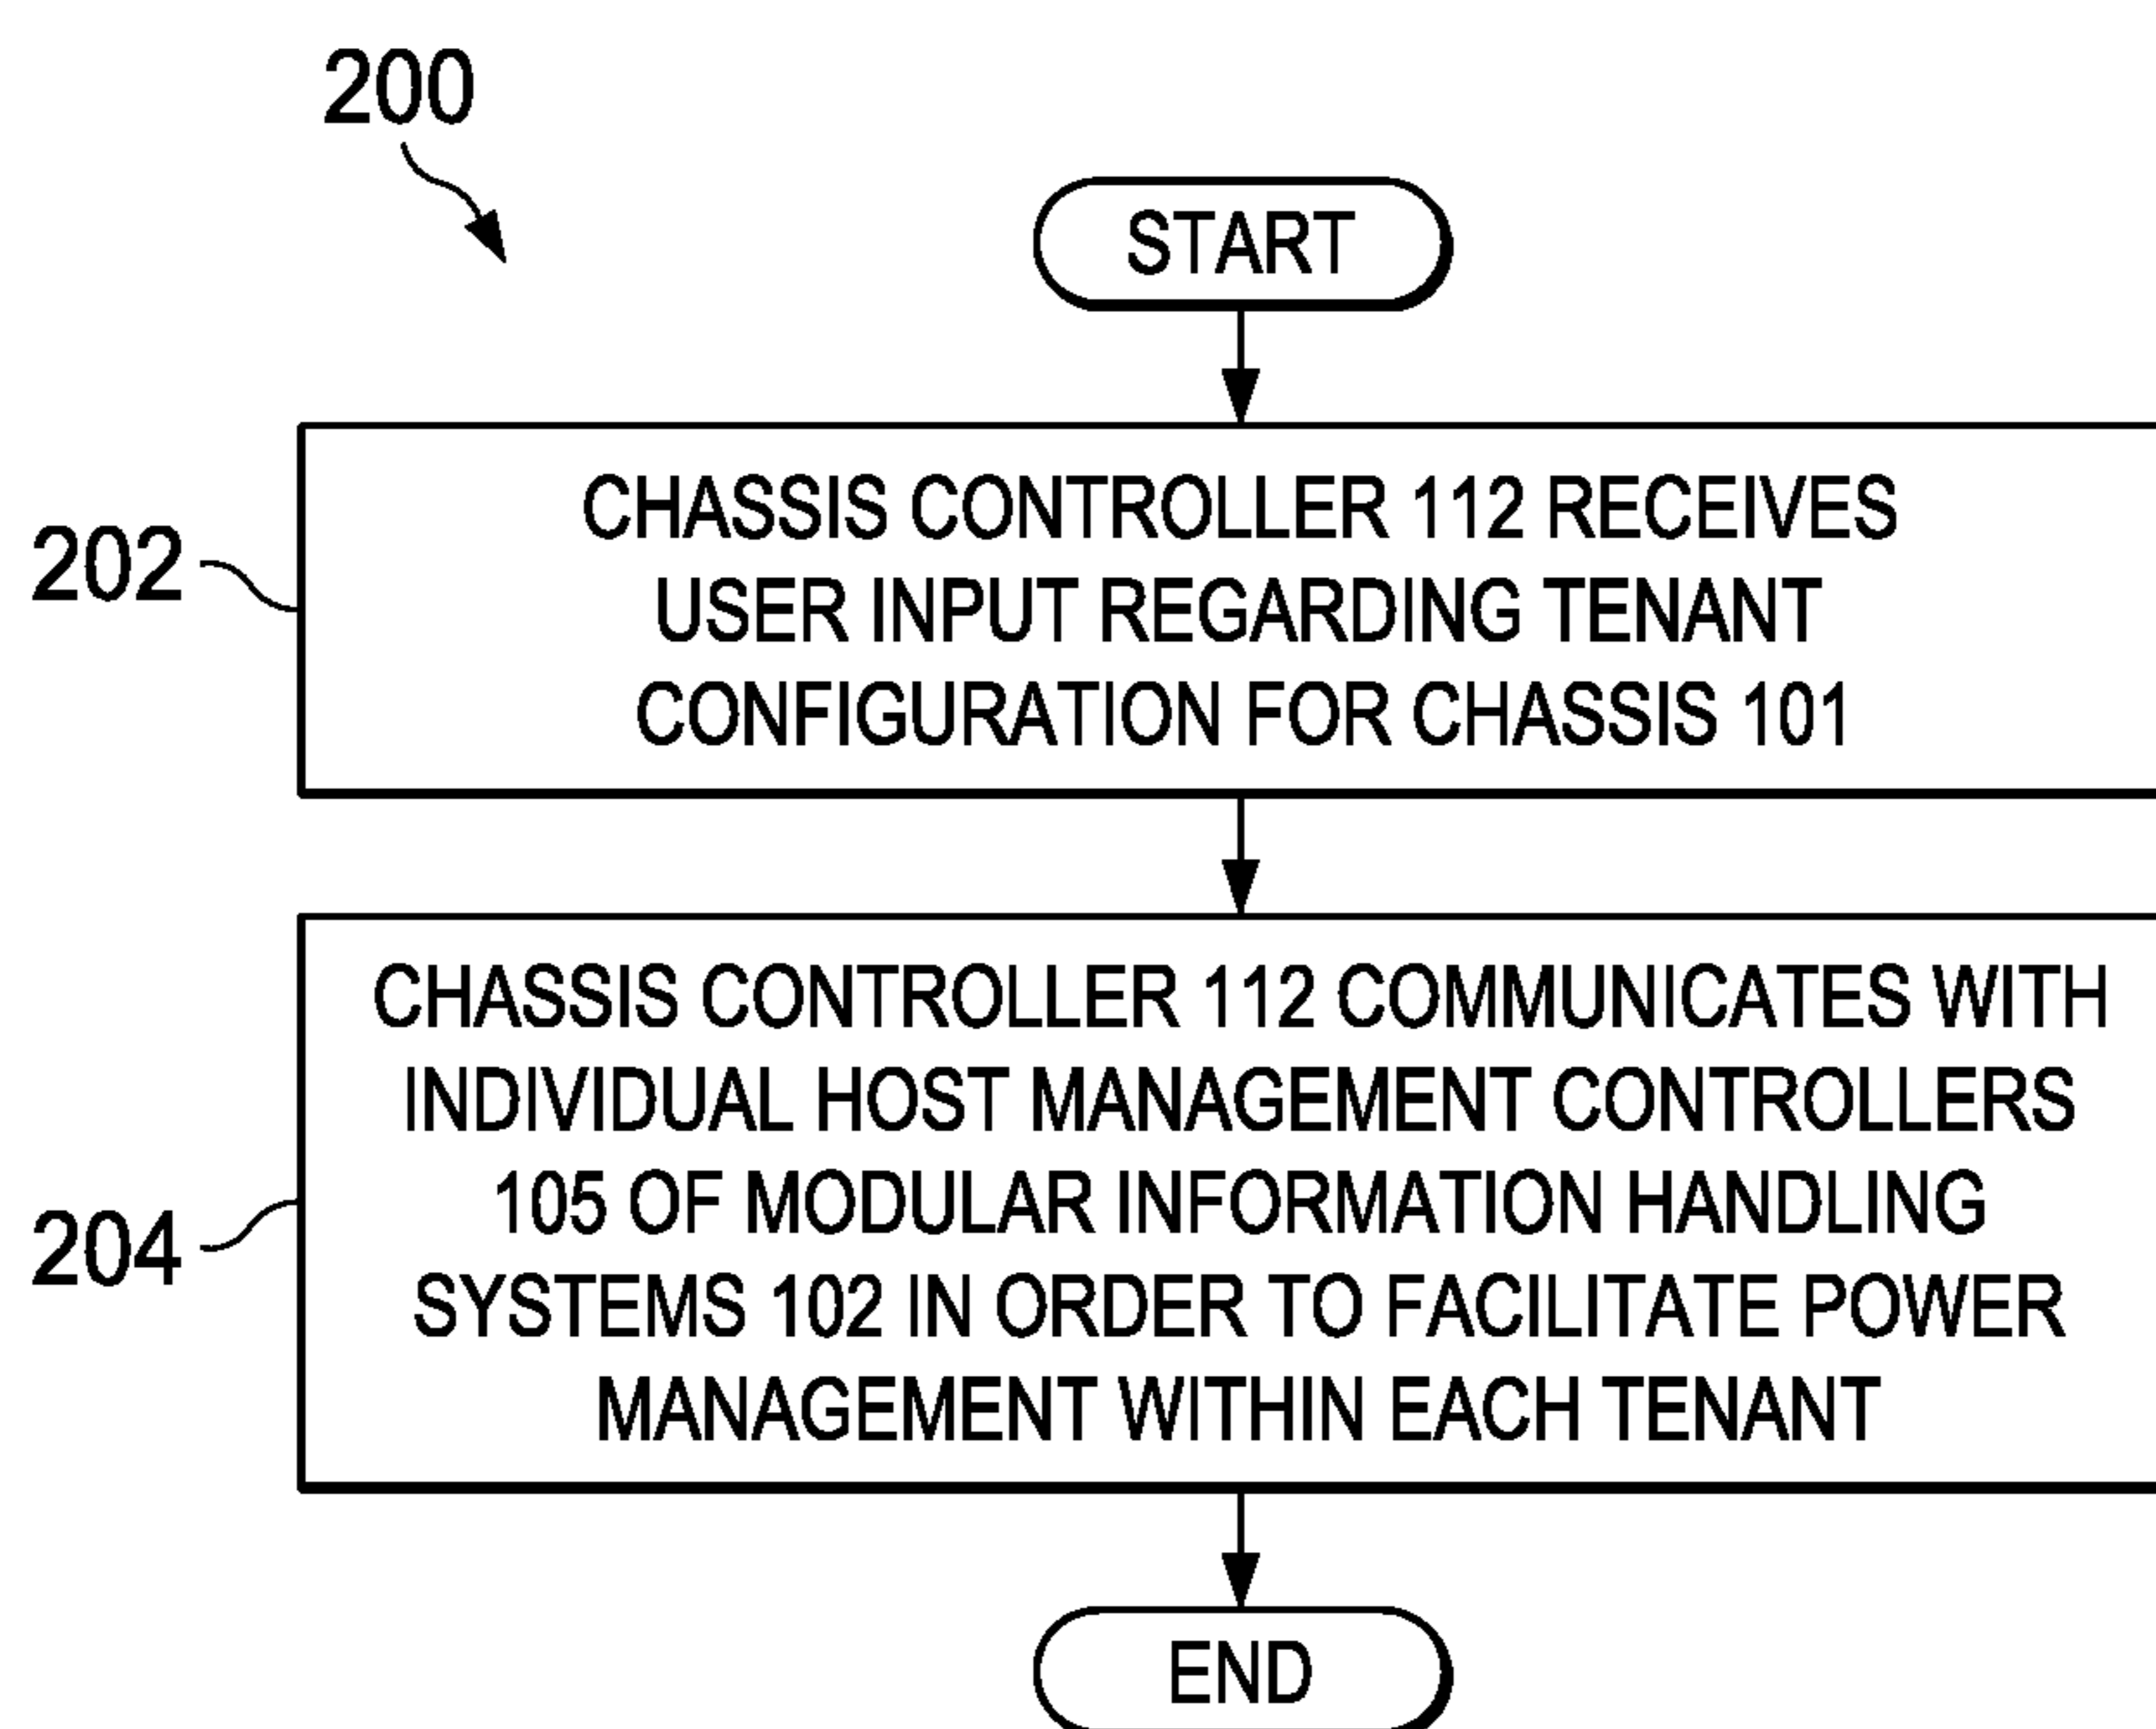 200
START
202
CHASSIS CONTROLLER 112 RECEIVES
USER INPUT REGARDING TENANT
CONFIGURATION FOR CHASSIS 101
204
CHASSIS CONTROLLER 112 COMMUNICATES WITH
INDIVIDUAL HOST MANAGEMENT CONTROLLERS
105 OF MODULAR INFORMATION HANDLING
SYSTEMS 102 IN ORDER TO FACILITATE POWER
MANAGEMENT WITHIN EACH TENANT
END